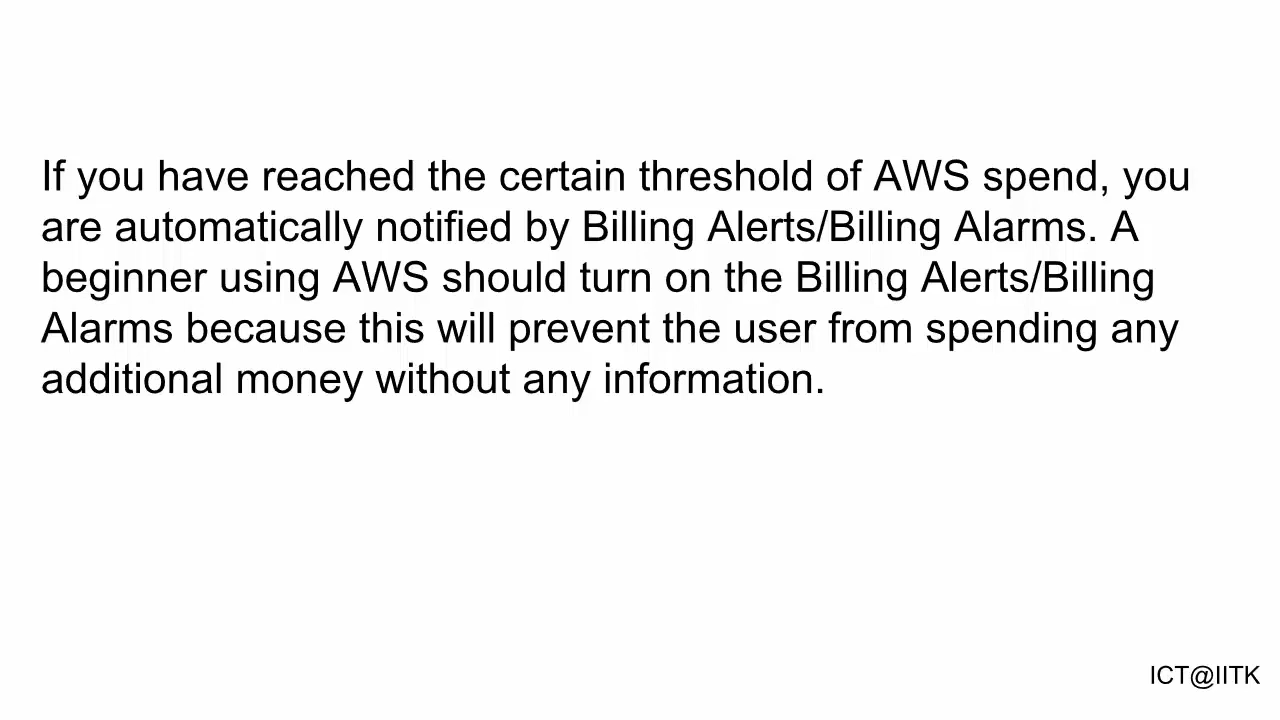 If you have reached the certain threshold of AWS spend, you
are automatically notified by Billing Alerts/Billing Alarms. A
beginner using AWS should turn on the Billing Alerts/Billing
Alarms because this will prevent the user from spending any
additional money without any information.
ICT@IITK